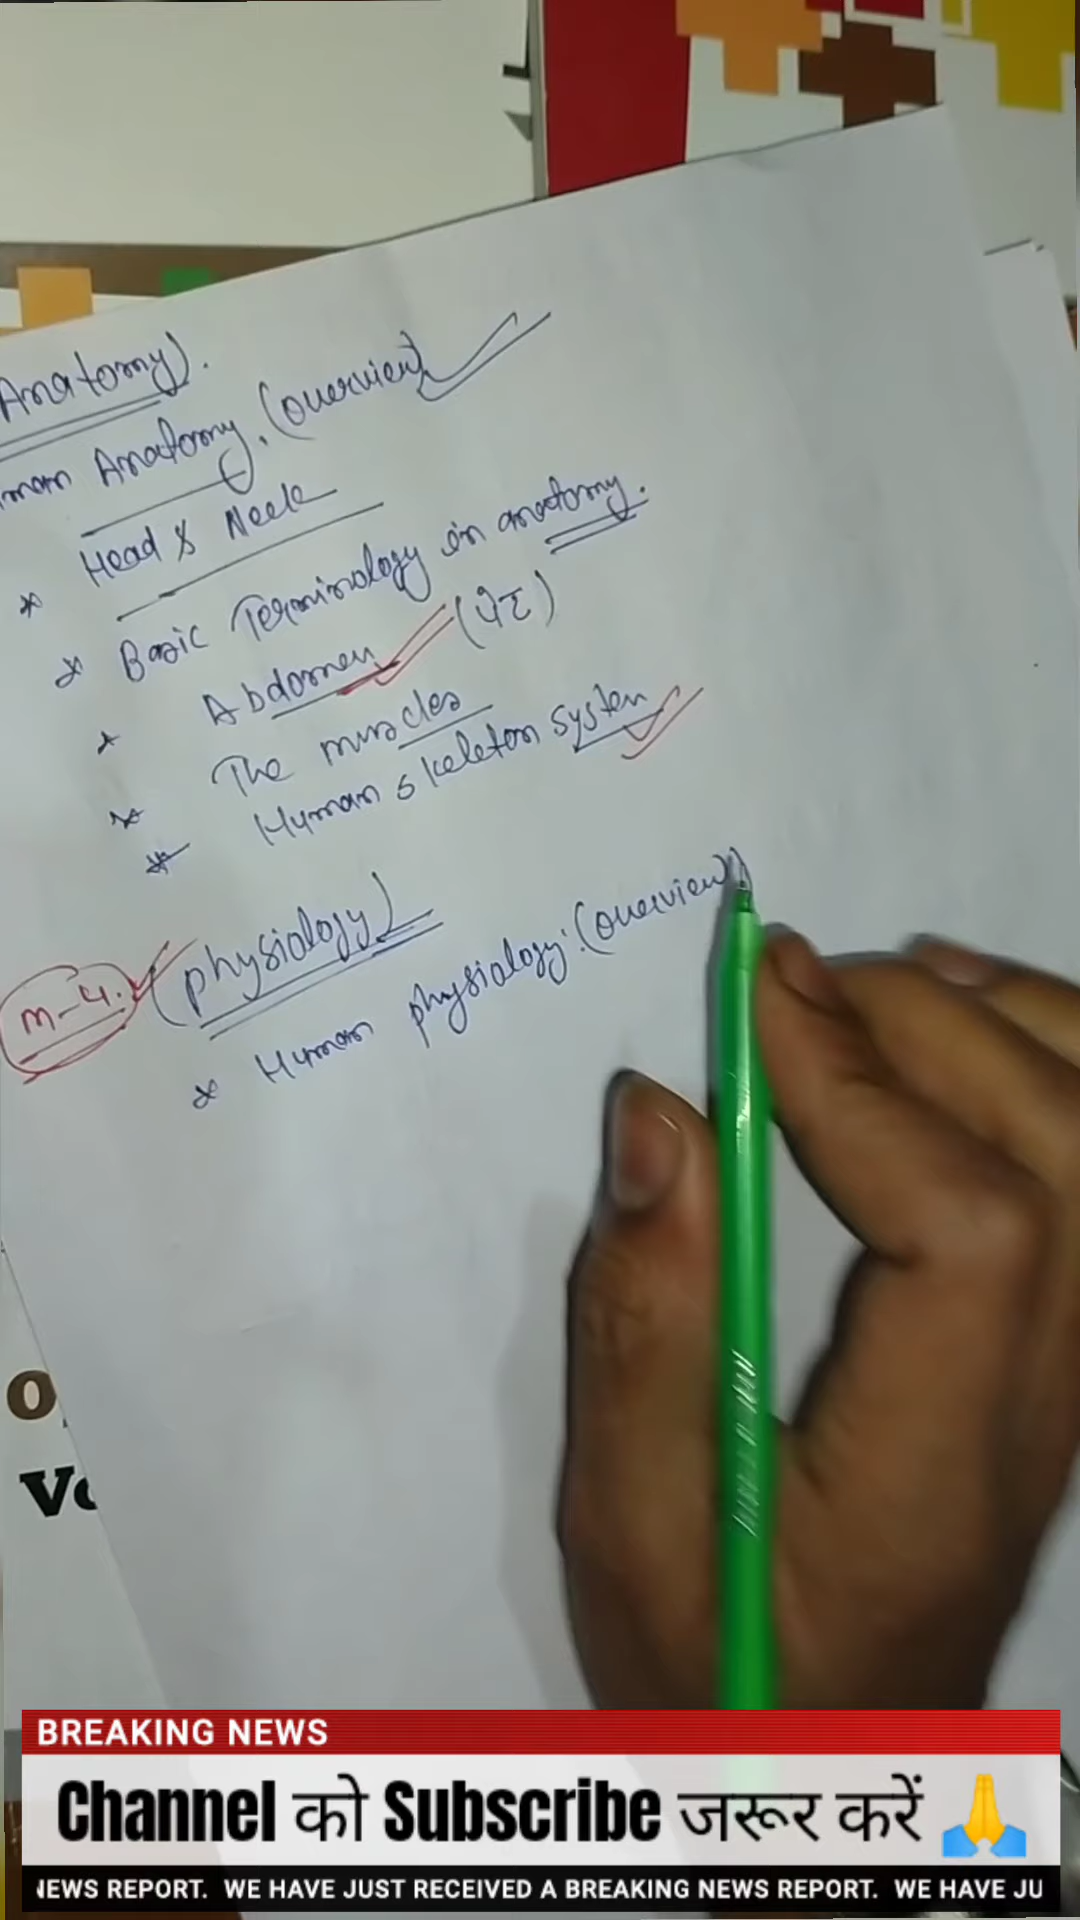 Anatomy).
Anatomy. (overview)
* Head & Neck
* Basic Terminology in anatomy.
* Abdomen (पेट)
* The muscles
* Human skeleton system
m-4. (physiology)
* Human physiology: (overview)
BREAKING NEWS
Channel को Subscribe जरूर करें 🙏
NEWS REPORT. WE HAVE JUST RECEIVED A BREAKING NEWS REPORT. WE HAVE JU